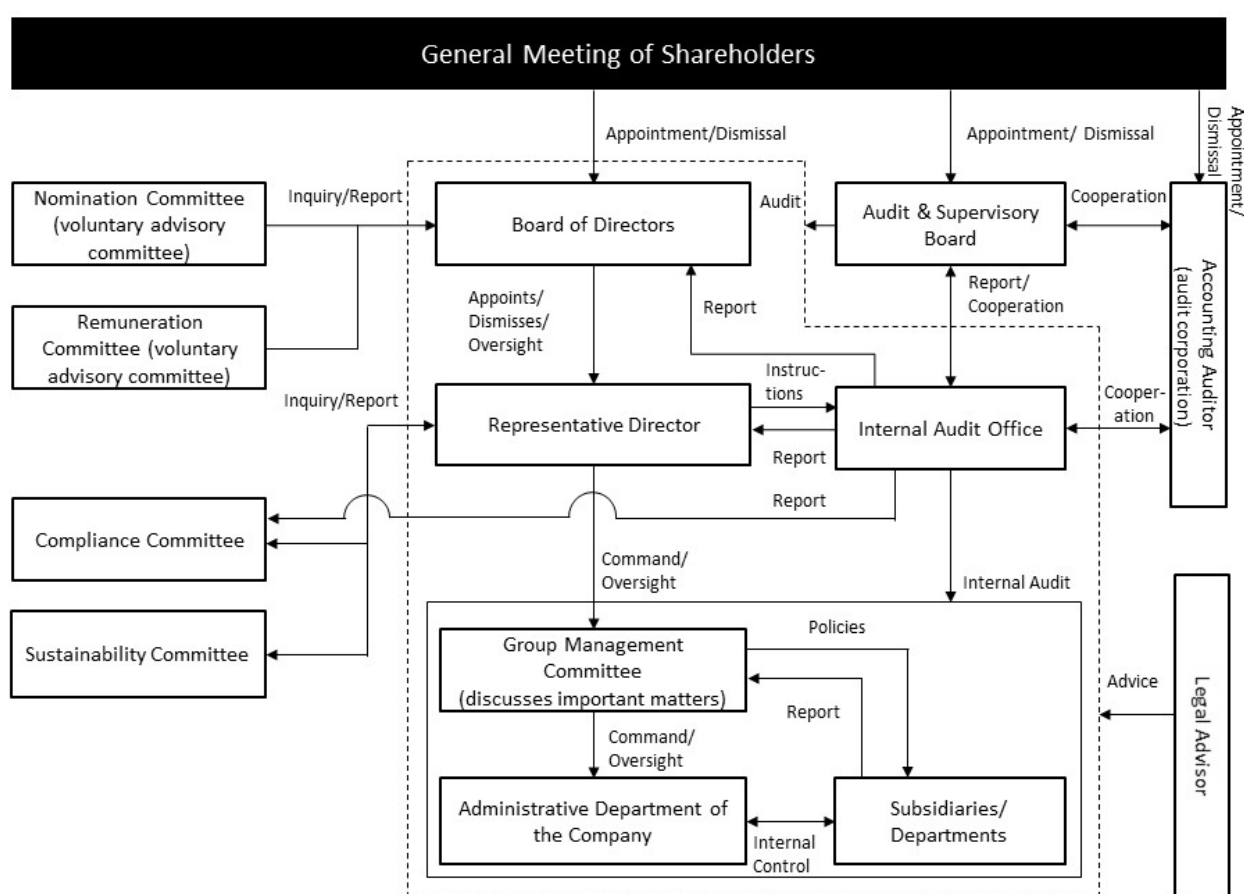 General Meeting of Shareholders
Appointment/Dismissal
Appointment/ Dismissal
Appointment/
Dismissal
Nomination Committee
(voluntary advisory
committee)
Inquiry/Report
Board of Directors
Audit
Audit & Supervisory
Board
Cooperation
Accounting Auditor
(audit corporation)
Remuneration
Committee (voluntary
advisory committee)
Appoints/
Dismisses/
Oversight
Report
Report/
Cooperation
Inquiry/Report
Representative Director
Instruc-
tions
Report
Internal Audit Office
Cooper-
ation
Report
Compliance Committee
Command/
Oversight
Internal Audit
Sustainability Committee
Group Management
Committee
(discusses important matters)
Policies
Report
Advice
Legal Advisor
Command/
Oversight
Administrative Department of
the Company
Internal
Control
Subsidiaries/
Departments